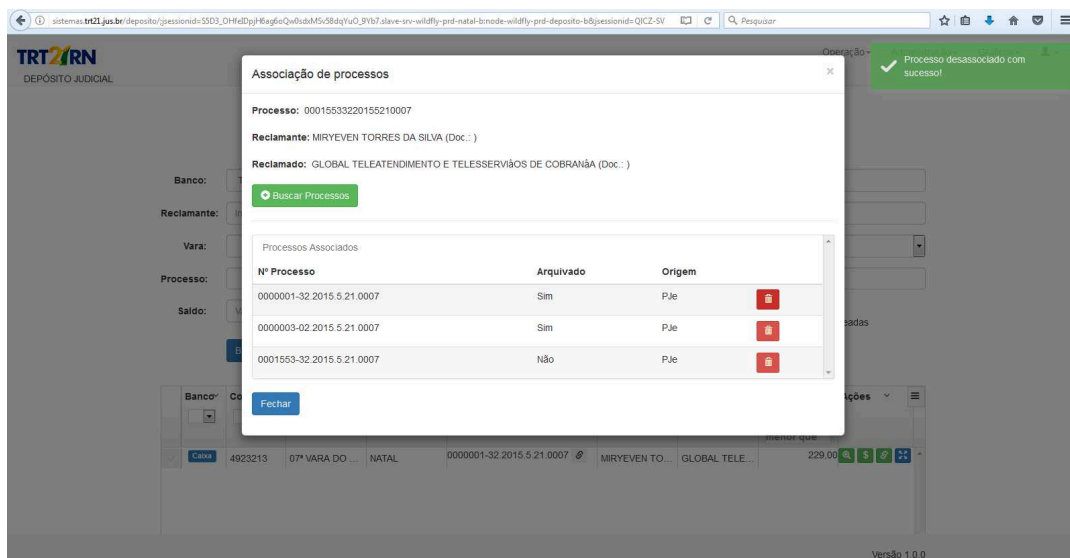 sistemas.trt21.jus.br/deposito/;jsessionid=S5D3_OHfeIDpjH6ag6oQw0sdxMSv58dqYuO_9Yb7.slave-srv-wildfly-prd-natal-b:node-wildfly-prd-deposito-b&jsessionid=QICZ-SV
Pesquisar
TRT21RN
DEPÓSITO JUDICIAL
Operação
Processo desassociado com
sucesso!
Associação de processos
×
Processo: 00015533220155210007
Reclamante: MIRYEVEN TORRES DA SILVA (Doc.: )
Reclamado: GLOBAL TELEATENDIMENTO E TELESSERVIàOS DE COBRANàA (Doc.: )
Buscar Processos
Processos Associados
Nº Processo Arquivado Origem
0000001-32.2015.5.21.0007 Sim PJe
0000003-02.2015.5.21.0007 Sim PJe
0001553-32.2015.5.21.0007 Não PJe
Fechar
Banco:
Reclamante:
Vara:
Processo:
Saldo:
eadas
Banco Co Ações
menor que
Caixa 4923213 07ª VARA DO ... NATAL 0000001-32.2015.5.21.0007 MIRYEVEN TO... GLOBAL TELE... 229,00 $
Versão 1.0.0